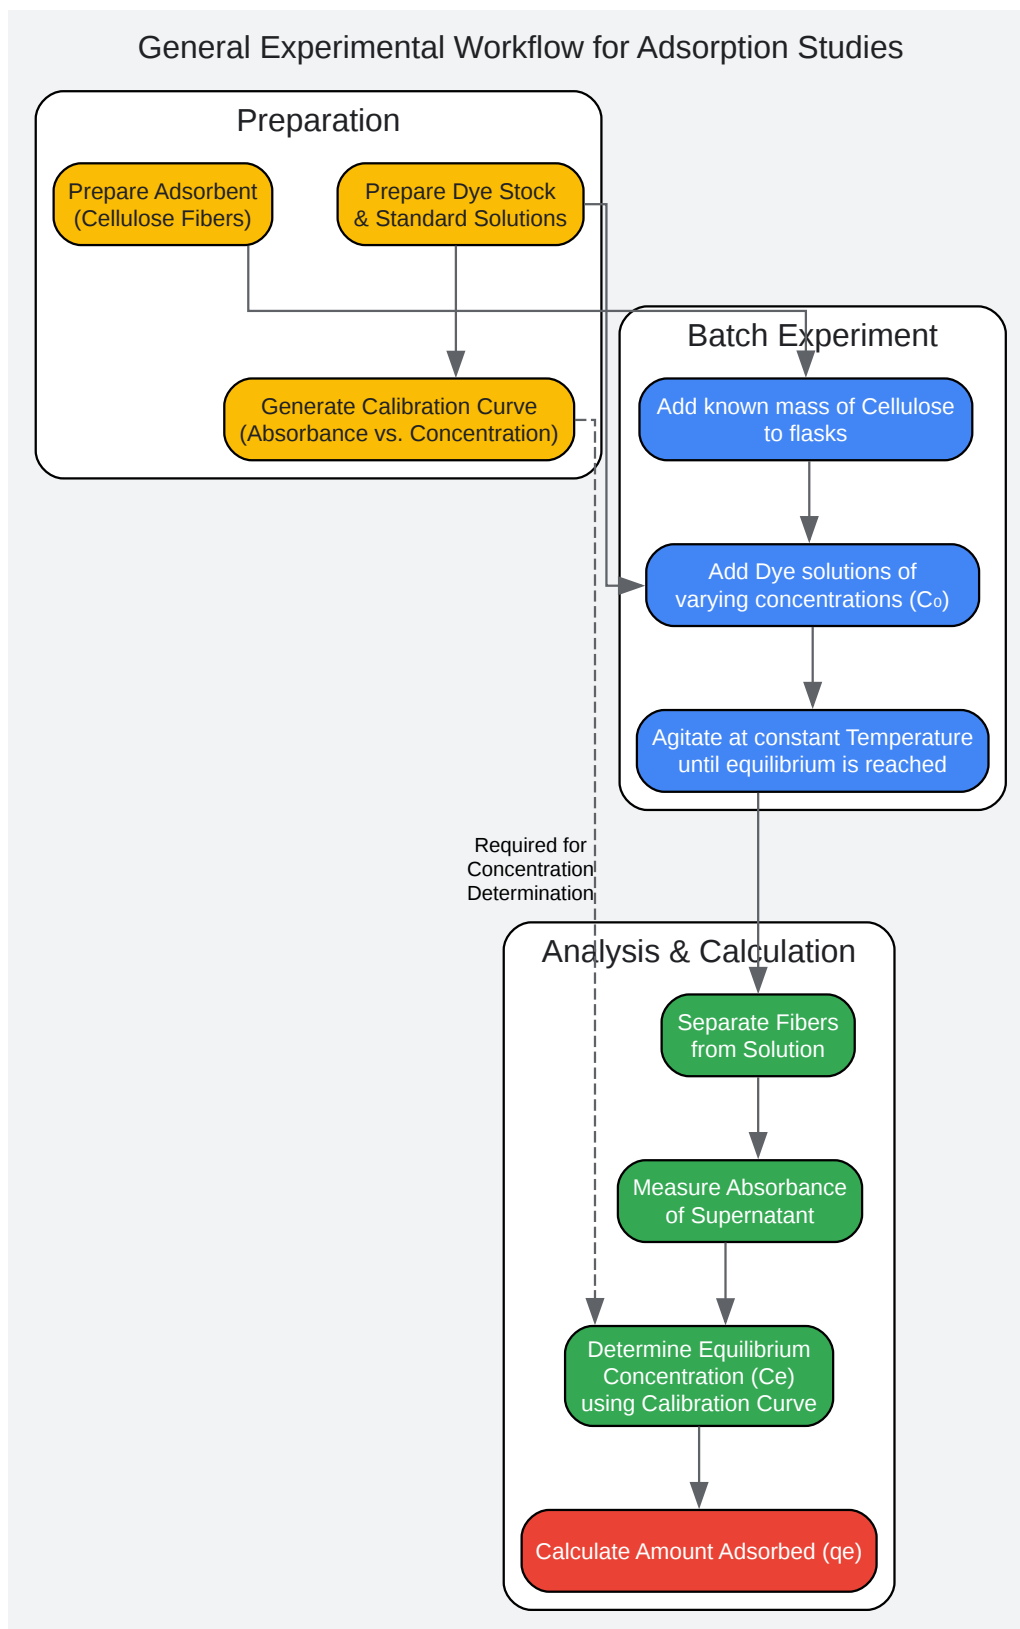 General Experimental Workflow for Adsorption Studies
Preparation
Prepare Adsorbent
(Cellulose Fibers)
Prepare Dye Stock
& Standard Solutions
Generate Calibration Curve
(Absorbance vs. Concentration)
Batch Experiment
Add known mass of Cellulose
to flasks
Add Dye solutions of
varying concentrations (C₀)
Agitate at constant Temperature
until equilibrium is reached
Required for
Concentration
Determination
Analysis & Calculation
Separate Fibers
from Solution
Measure Absorbance
of Supernatant
Determine Equilibrium
Concentration (Ce)
using Calibration Curve
Calculate Amount Adsorbed (qe)